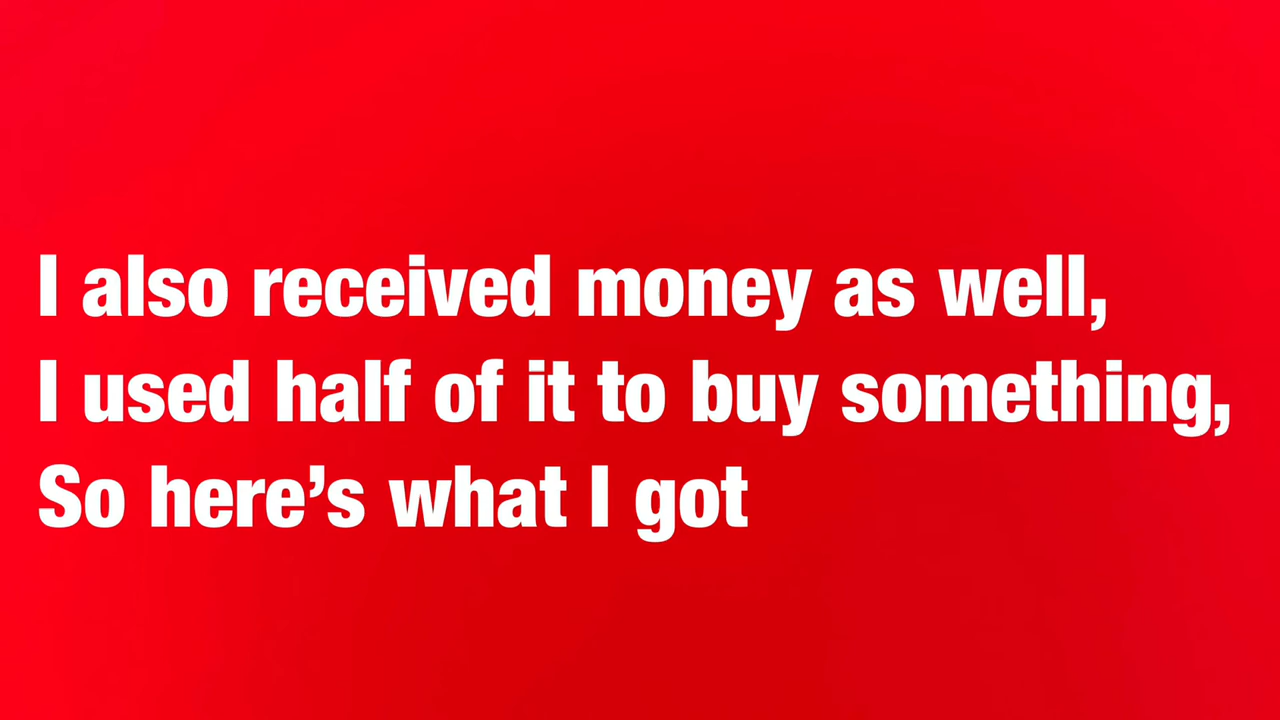 I also received money as well,
I used half of it to buy something,
So here’s what I got